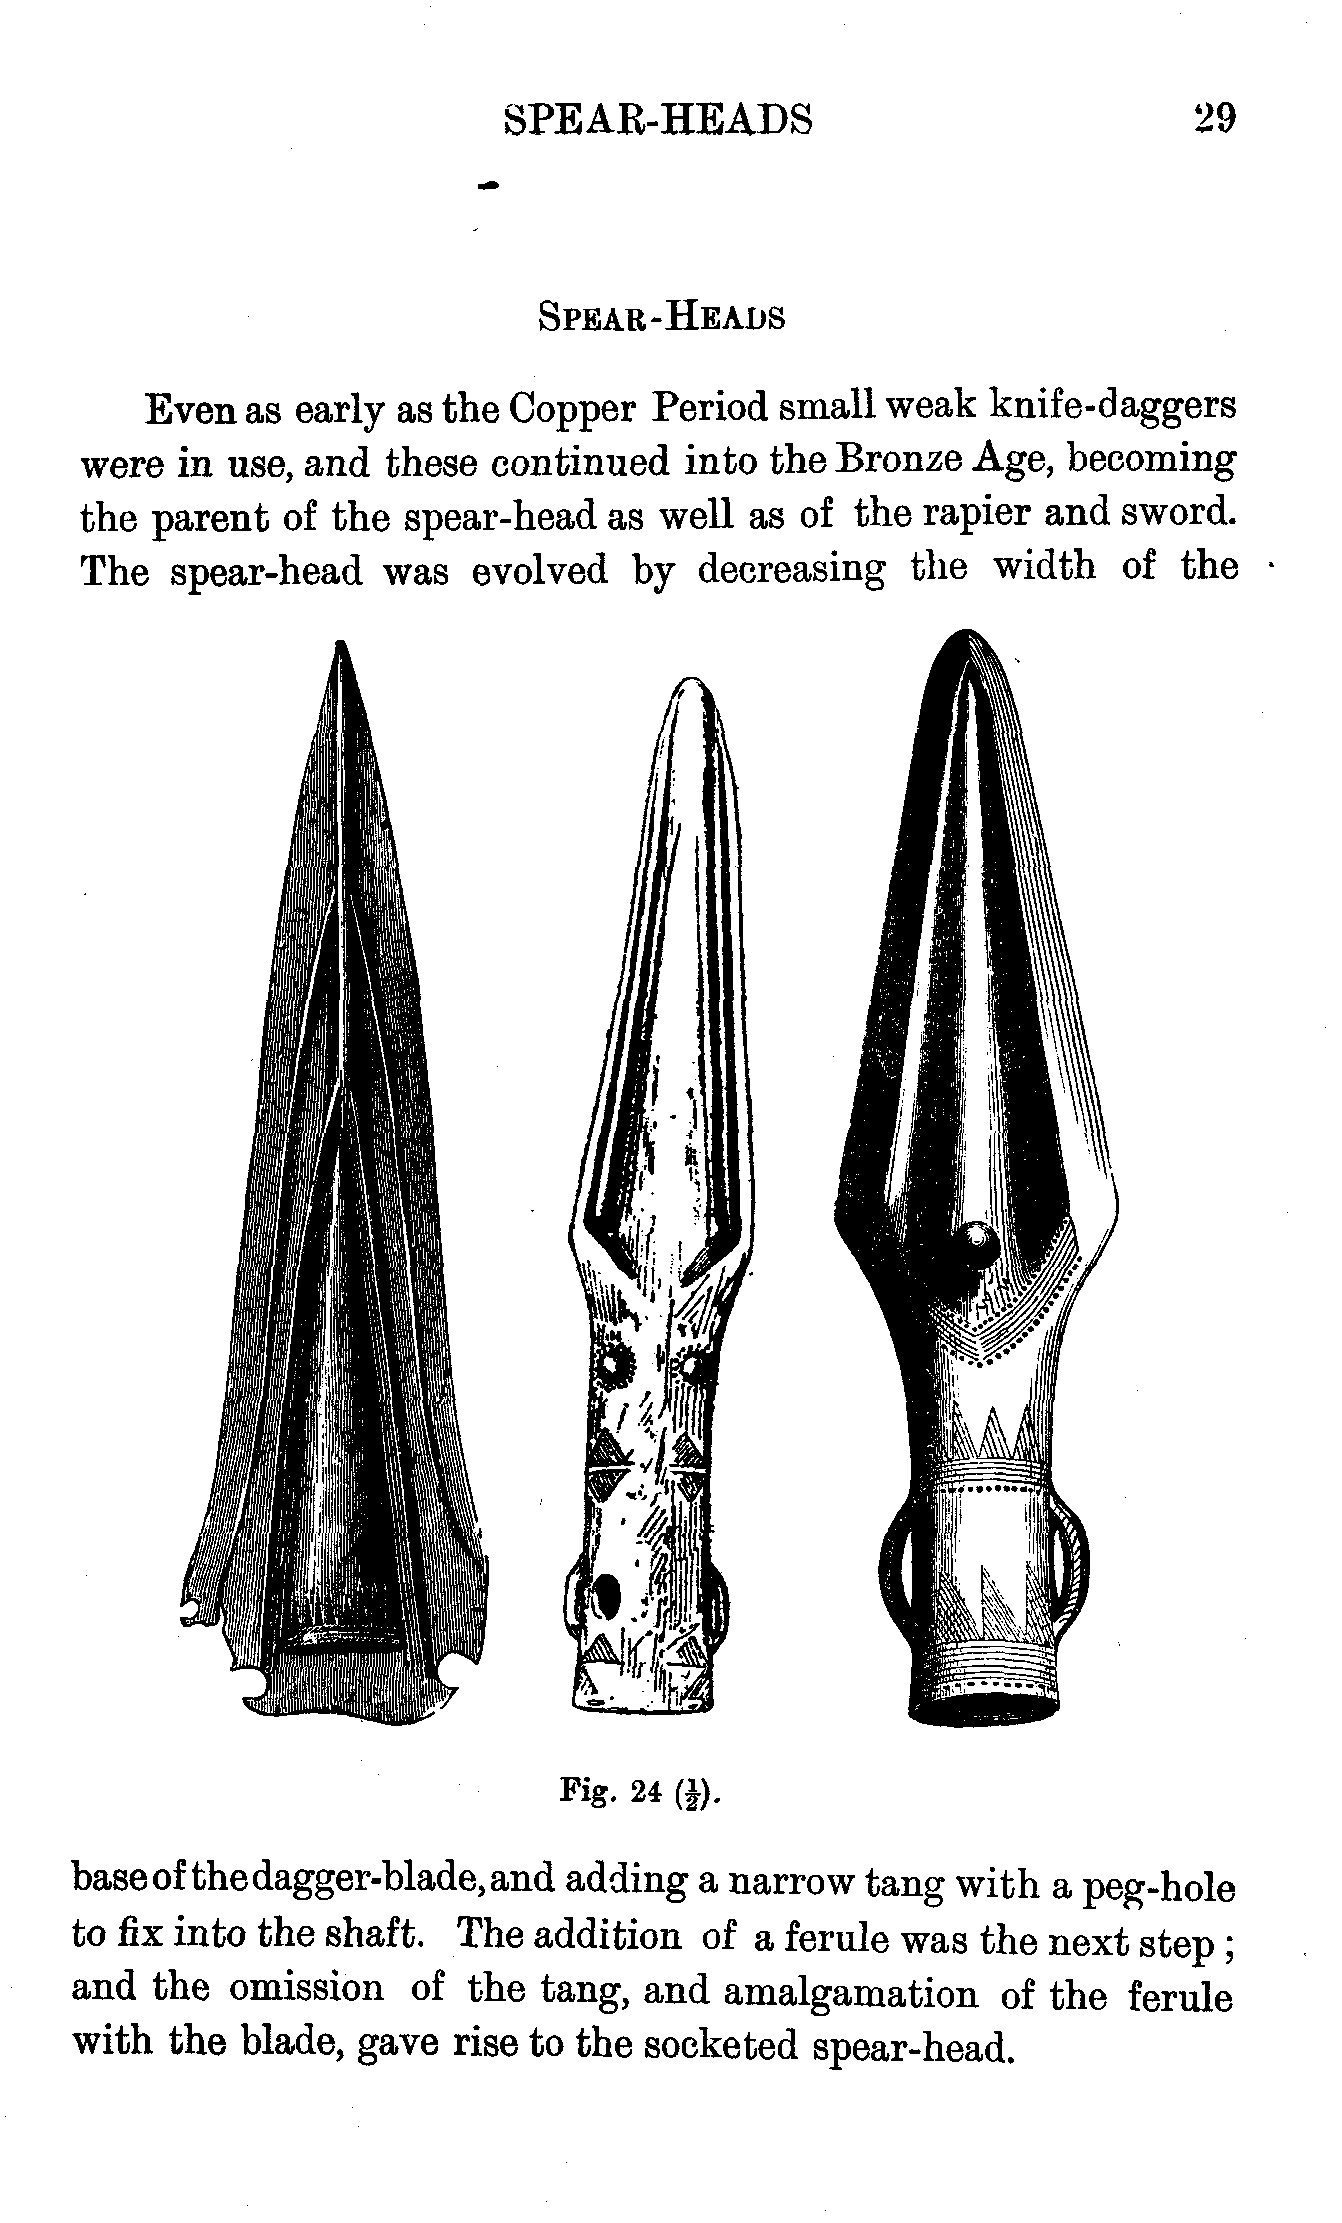 SPEAR-HEADS 29
SPEAR-HEADS
Even as early as the Copper Period small weak knife-daggers
were in use, and these continued into the Bronze Age, becoming
the parent of the spear-head as well as of the rapier and sword.
The spear-head was evolved by decreasing the width of the
Fig. 24 (½).
base of the dagger-blade, and adding a narrow tang with a peg-hole
to fix into the shaft. The addition of a ferule was the next step;
and the omission of the tang, and amalgamation of the ferule
with the blade, gave rise to the socketed spear-head.